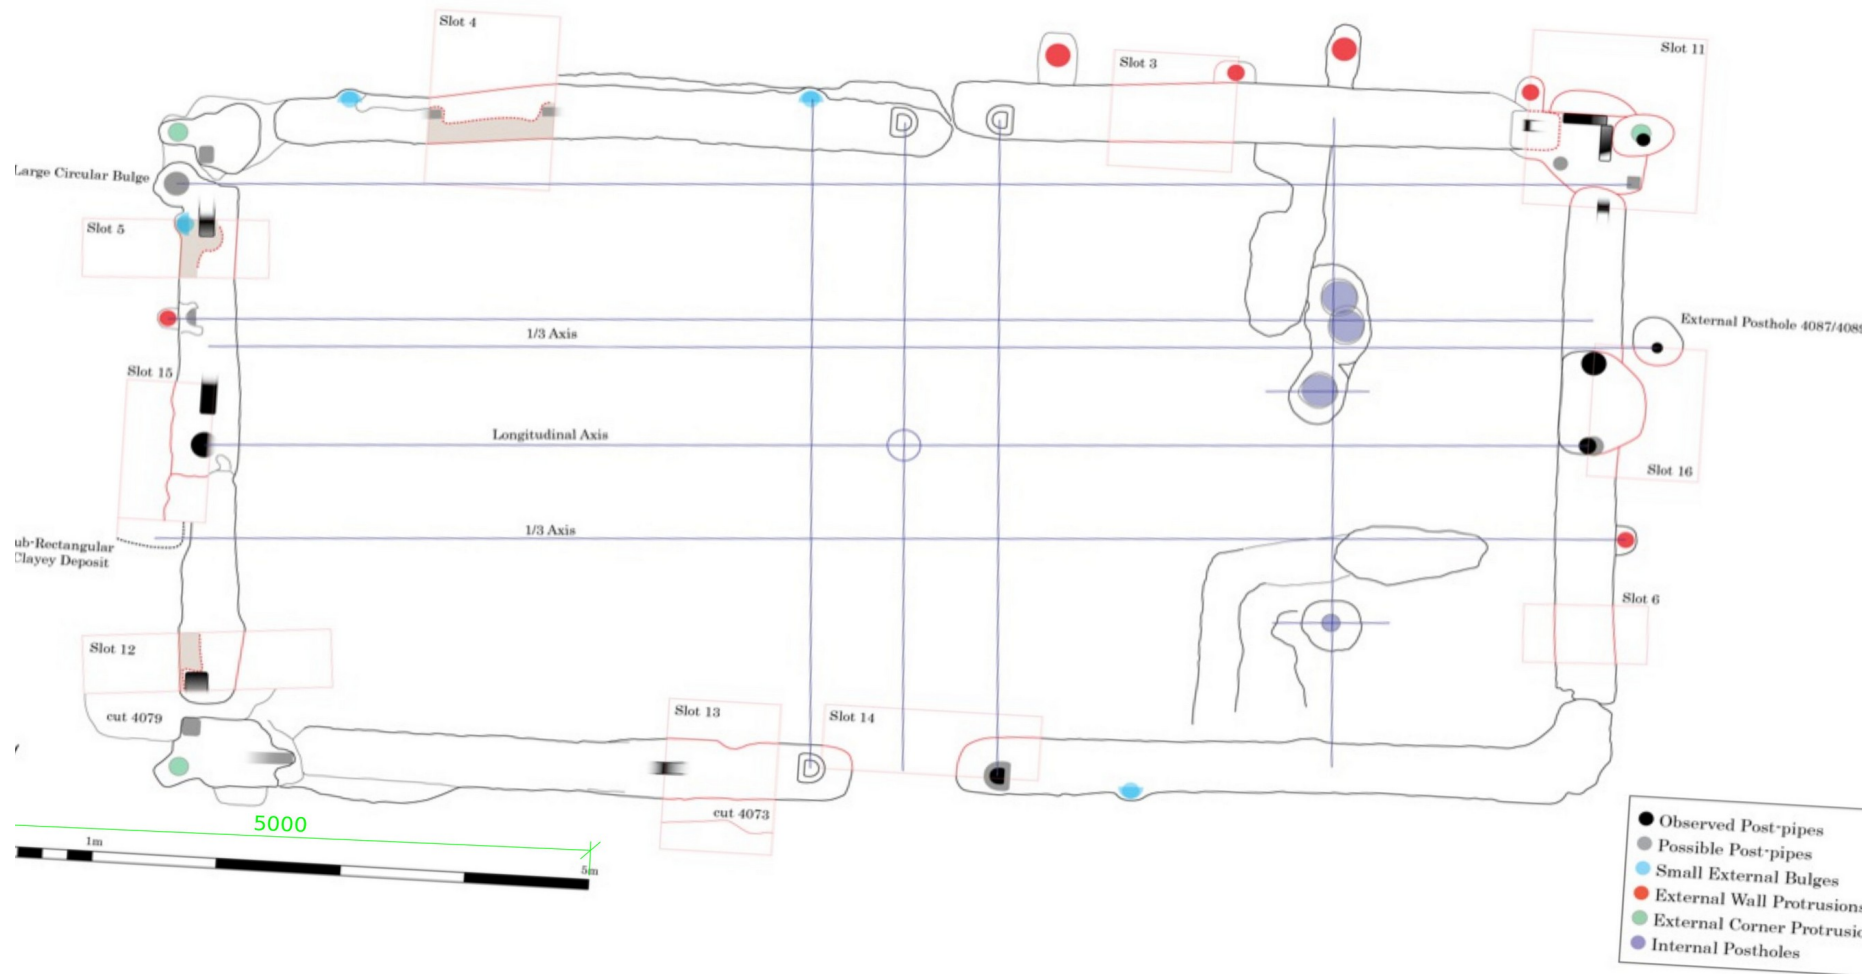 Slot 4
Slot 3
Slot 11
Large Circular Bulge
Slot 5
1/3 Axis
External Posthole 4087/4089
Slot 15
Longitudinal Axis
Slot 16
1/3 Axis
ub-Rectangular
Clayey Deposit
Slot 6
Slot 12
cut 4079
Slot 13
Slot 14
cut 4073
5000
1m
5m
Observed Post-pipes
Possible Post-pipes
Small External Bulges
External Wall Protrusions
External Corner Protrusio
Internal Postholes